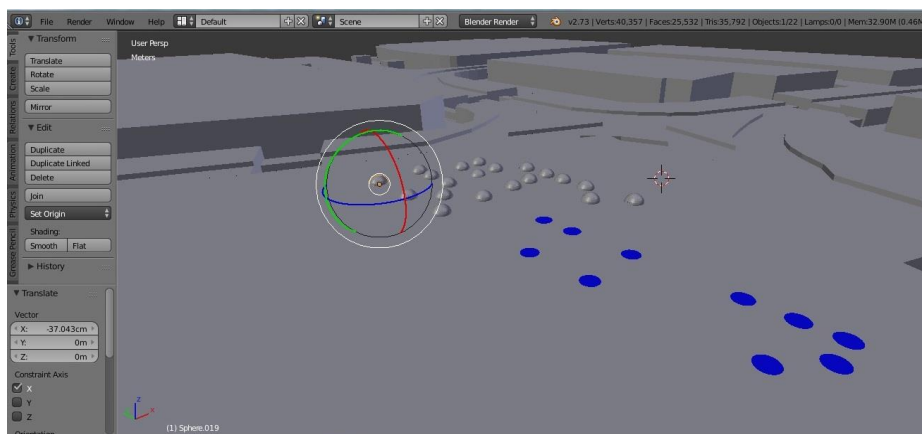 File Render Window Help Default Scene Blender Render v2.73 | Verts:40,357 | Faces:25,532 | Tris:35,792 | Objects:1/22 | Lamps:0/0 | Mem:32.90M (0.46M
Tools
Create
Relations
Animation
Physics
Grease Pencil
Transform
Translate
Rotate
Scale
Mirror
Edit
Duplicate
Duplicate Linked
Delete
Join
Set Origin
Shading:
Smooth Flat
History
Translate
Vector
X: -37.043cm
Y: 0m
Z: 0m
Constraint Axis
X
Y
Z
User Persp
Meters
z
x
(1) Sphere.019